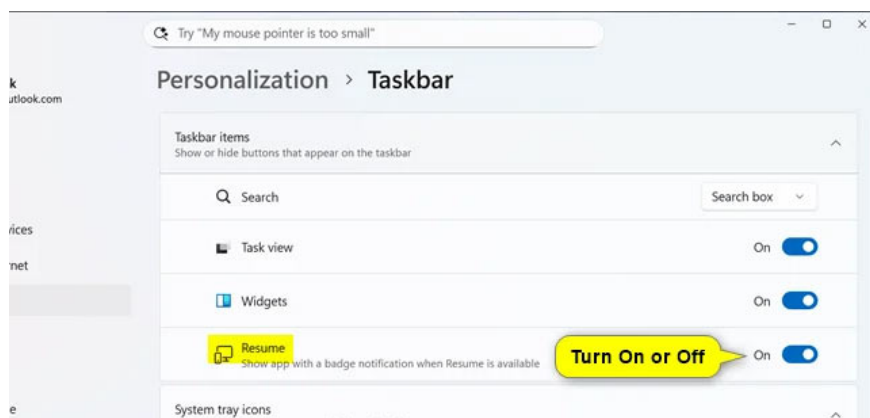 Try "My mouse pointer is too small"
k
utlook.com
Personalization > Taskbar
Taskbar items
Show or hide buttons that appear on the taskbar
Search
Search box
vices
Task view
On
rnet
Widgets
On
Resume
Show app with a badge notification when Resume is available
Turn On or Off
On
e
System tray icons